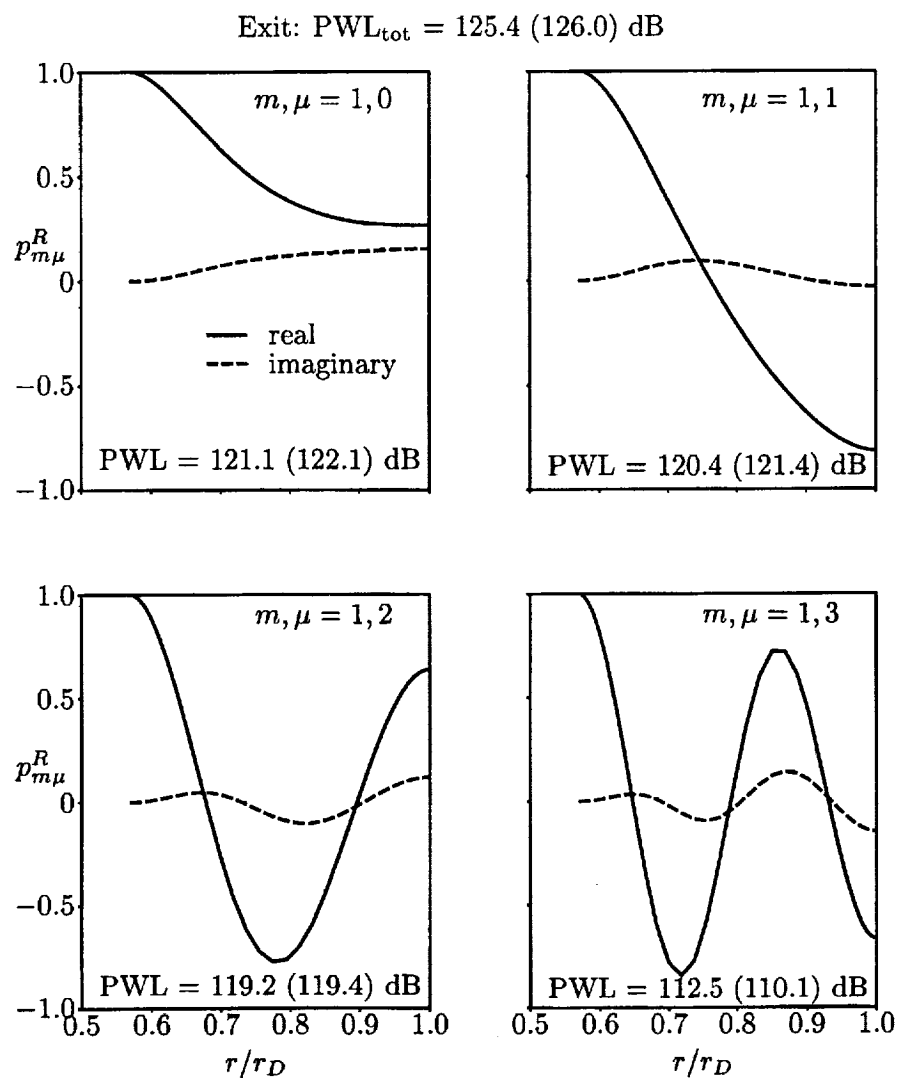 Exit: PWL_tot = 125.4 (126.0) dB
1.0
m, μ = 1, 0
0.5
p^R_mμ
0
real
imaginary
−0.5
PWL = 121.1 (122.1) dB
−1.0
m, μ = 1, 1
PWL = 120.4 (121.4) dB
1.0
m, μ = 1, 2
0.5
p^R_mμ
0
−0.5
PWL = 119.2 (119.4) dB
−1.0
0.5 0.6 0.7 0.8 0.9 1.0
r/r_D
m, μ = 1, 3
PWL = 112.5 (110.1) dB
0.5 0.6 0.7 0.8 0.9 1.0
r/r_D